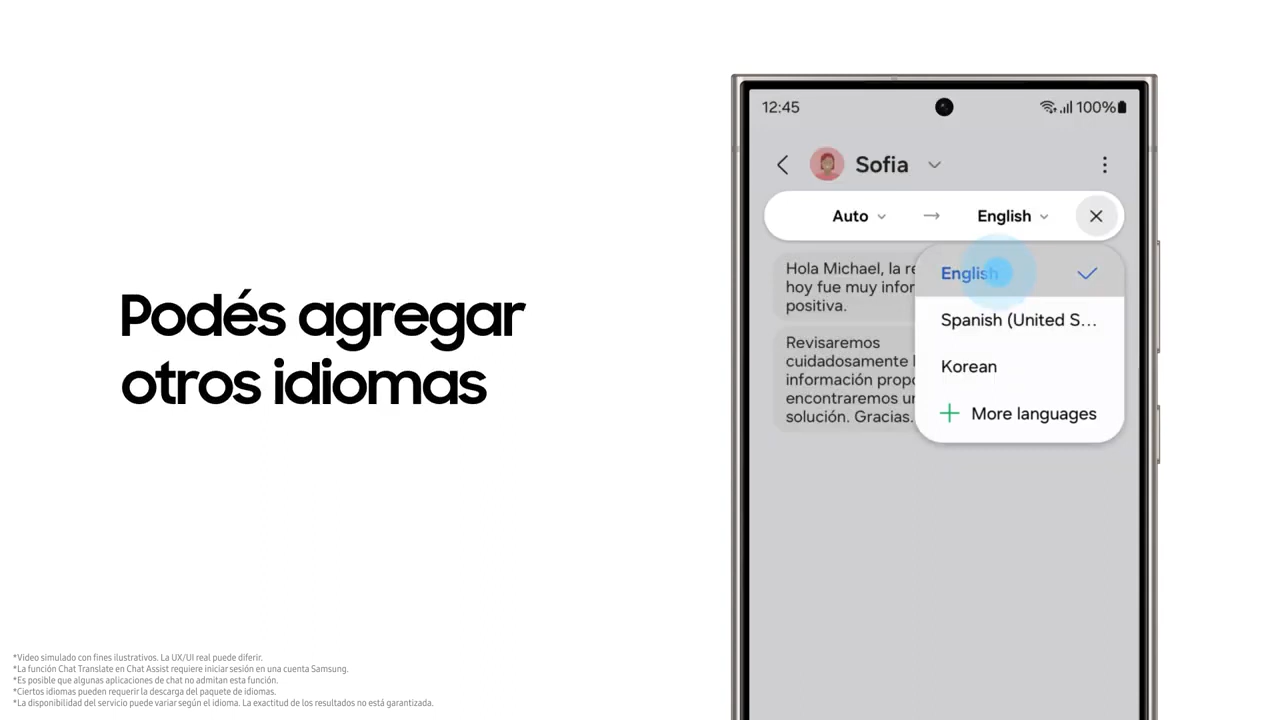 Podés agregar
otros idiomas
*Video simulado con fines ilustrativos. La UX/UI real puede diferir.
*La función Chat Translate en Chat Assist requiere iniciar sesión en una cuenta Samsung.
*Es posible que algunas aplicaciones de chat no admitan esta función.
*Ciertos idiomas pueden requerir la descarga del paquete de idiomas.
*La disponibilidad del servicio puede variar según el idioma. La exactitud de los resultados no está garantizada.
12:45
100%
Sofia
Auto → English
Hola Michael, la
hoy fue muy
positiva.
Revisaremos
cuidadosamente
información
encontraremos
solución. Gracias.
English
Spanish (United S...
Korean
+ More languages